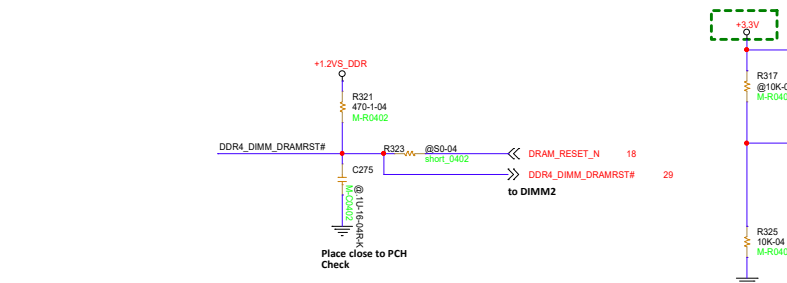 +3.3V
+1.2VS_DDR
R317
@10K-0
M-R040
R321
470-1-04
M-R0402
DDR4_DIMM_DRAMRST#
R323
@S0-04
short_0402
DRAM_RESET_N 18
C275
@.1U-16-04R-K
M-C0402
DDR4_DIMM_DRAMRST# 29
to DIMM2
R325
10K-04
M-R040
Place close to PCH
Check